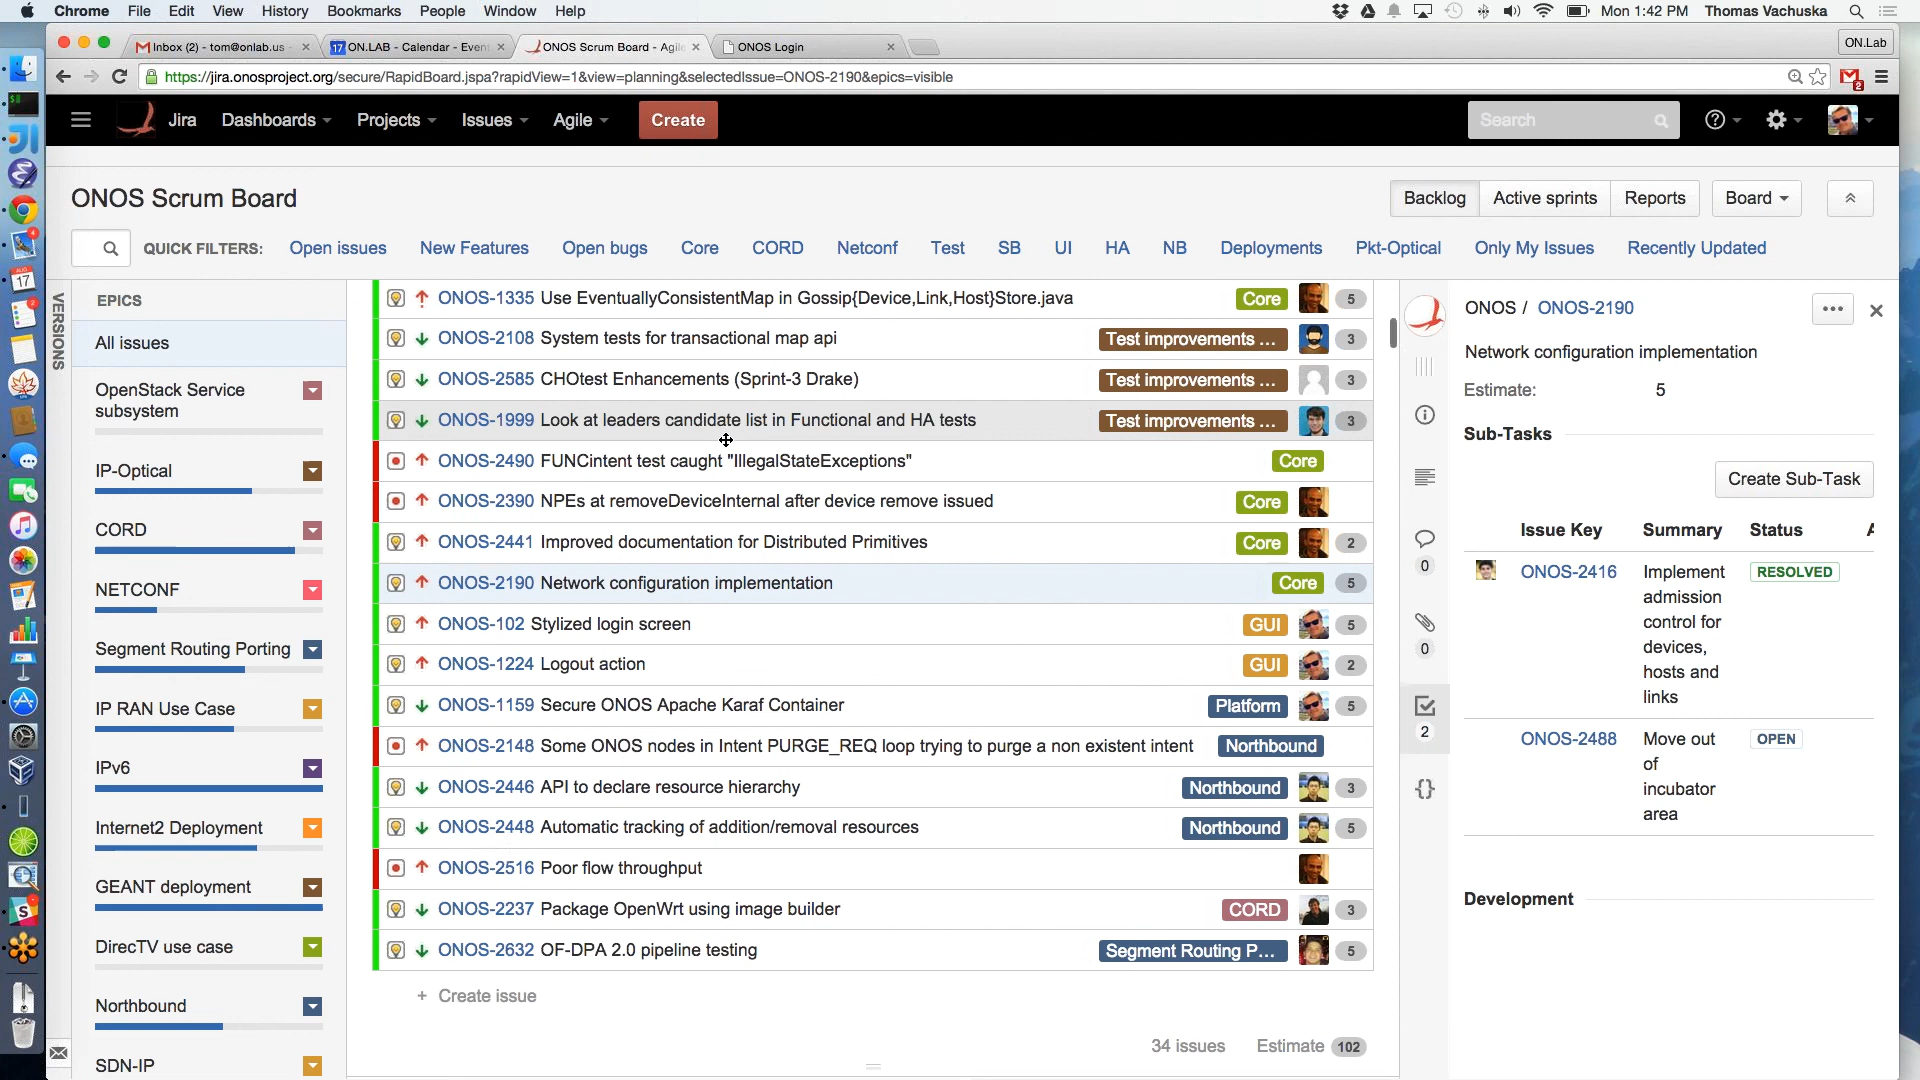 Chrome File Edit View History Bookmarks People Window Help Mon 1:42 PM Thomas Vachuska
Inbox (2) - tom@onlab.us
17 ON.LAB - Calendar - Even
ONOS Scrum Board - Agil
ONOS Login
ON.Lab
https://jira.onosproject.org/secure/RapidBoard.jspa?rapidView=1&view=planning&selectedIssue=ONOS-2190&epics=visible
2
Jira Dashboards Projects Issues Agile Create Search
ONOS Scrum Board
Backlog Active sprints Reports Board
QUICK FILTERS: Open issues New Features Open bugs Core CORD Netconf Test SB UI HA NB Deployments Pkt-Optical Only My Issues Recently Updated
VERSIONS
EPICS
All issues
OpenStack Service
subsystem
IP-Optical
CORD
NETCONF
Segment Routing Porting
IP RAN Use Case
IPv6
Internet2 Deployment
GEANT deployment
DirecTV use case
Northbound
SDN-IP
ONOS-1335 Use EventuallyConsistentMap in Gossip{Device,Link,Host}Store.java Core 5
ONOS-2108 System tests for transactional map api Test improvements ... 3
ONOS-2585 CHOtest Enhancements (Sprint-3 Drake) Test improvements ... 3
ONOS-1999 Look at leaders candidate list in Functional and HA tests Test improvements ... 3
ONOS-2490 FUNCintent test caught "IllegalStateExceptions" Core
ONOS-2390 NPEs at removeDeviceInternal after device remove issued Core
ONOS-2441 Improved documentation for Distributed Primitives Core 2
ONOS-2190 Network configuration implementation Core 5
ONOS-102 Stylized login screen GUI 5
ONOS-1224 Logout action GUI 2
ONOS-1159 Secure ONOS Apache Karaf Container Platform 5
ONOS-2148 Some ONOS nodes in Intent PURGE_REQ loop trying to purge a non existent intent Northbound
ONOS-2446 API to declare resource hierarchy Northbound 3
ONOS-2448 Automatic tracking of addition/removal resources Northbound 5
ONOS-2516 Poor flow throughput
ONOS-2237 Package OpenWrt using image builder CORD 3
ONOS-2632 OF-DPA 2.0 pipeline testing Segment Routing P... 5
+ Create issue
34 issues Estimate 102
ONOS / ONOS-2190
Network configuration implementation
Estimate: 5
Sub-Tasks
Create Sub-Task
Issue Key Summary Status
ONOS-2416 Implement RESOLVED
admission
control for
devices,
hosts and
links
ONOS-2488 Move out OPEN
of
incubator
area
Development
0
0
2
AUG
17
4
2